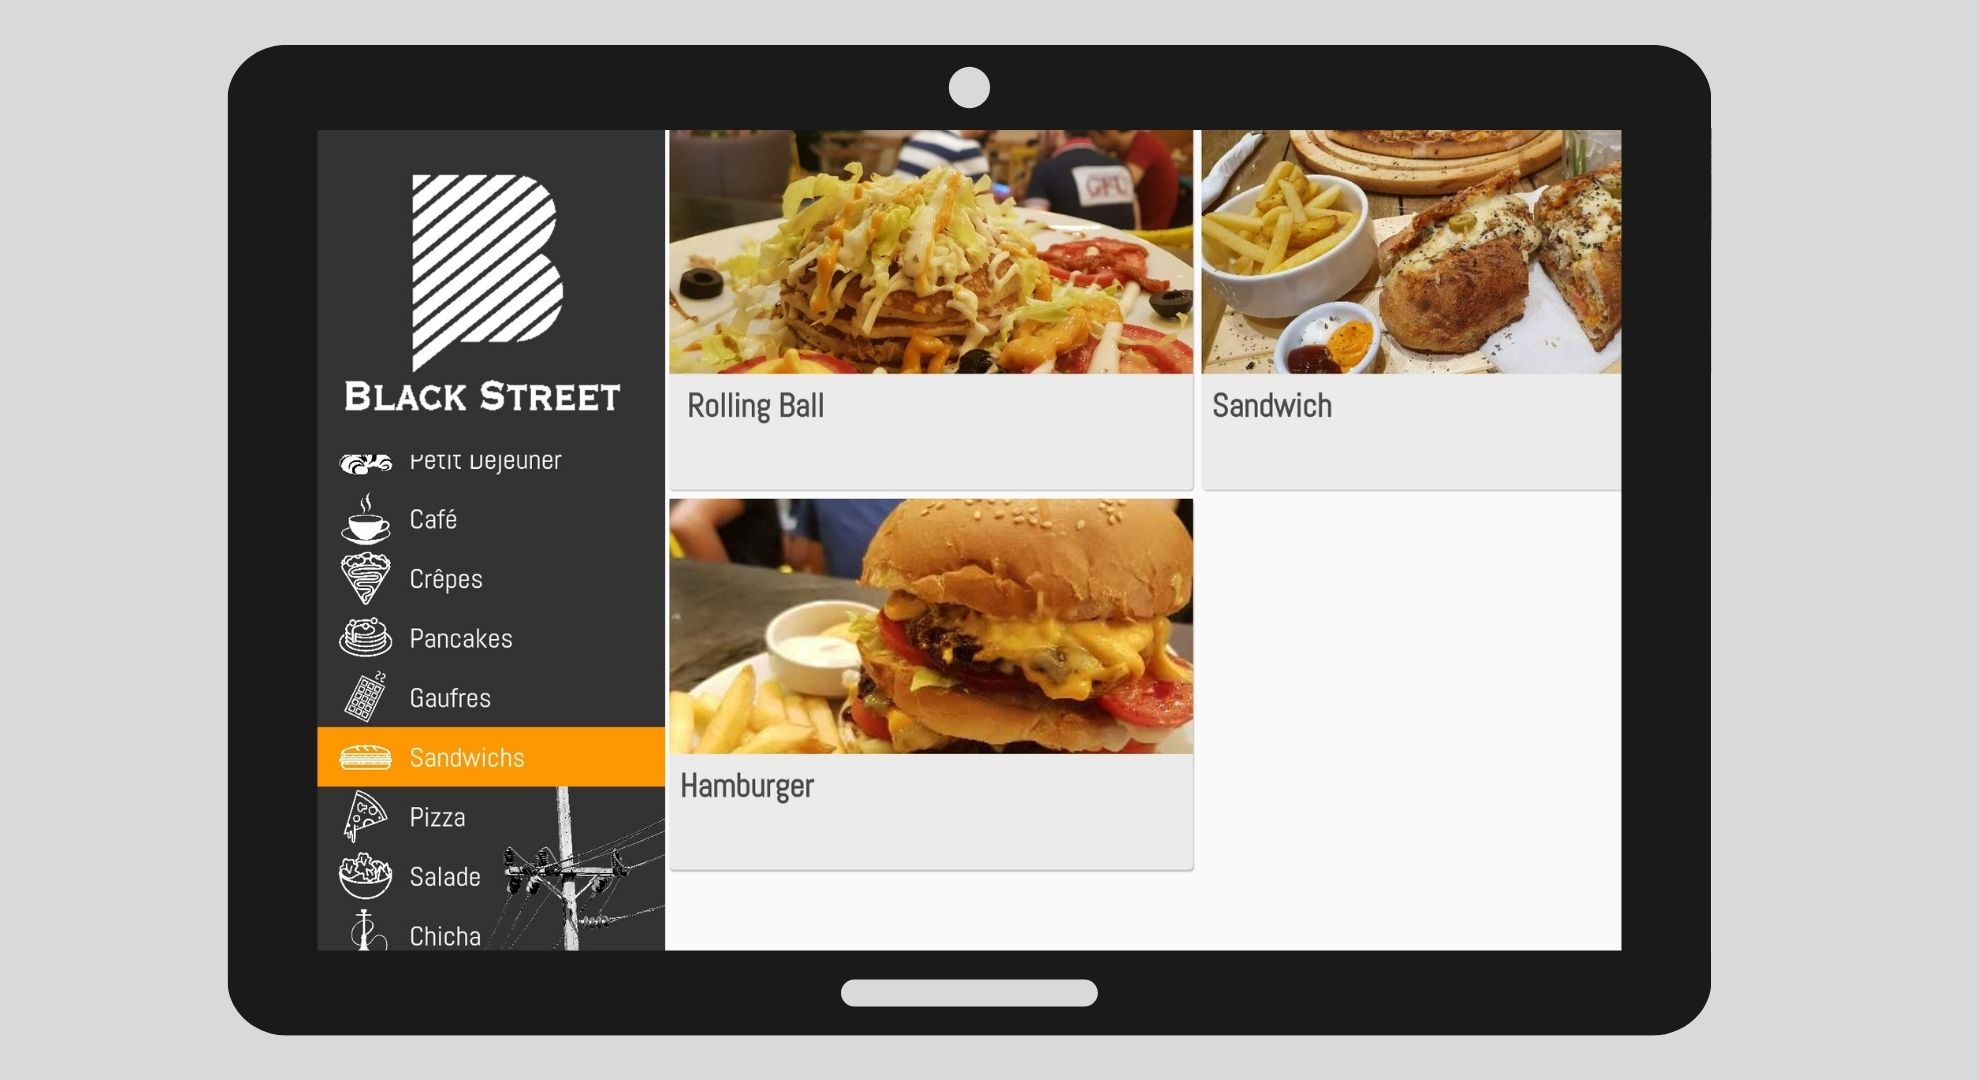 BLACK STREET
Petit Dejeuner
Café
Crêpes
Pancakes
Gaufres
Sandwichs
Pizza
Salade
Chicha
Rolling Ball
Sandwich
Hamburger